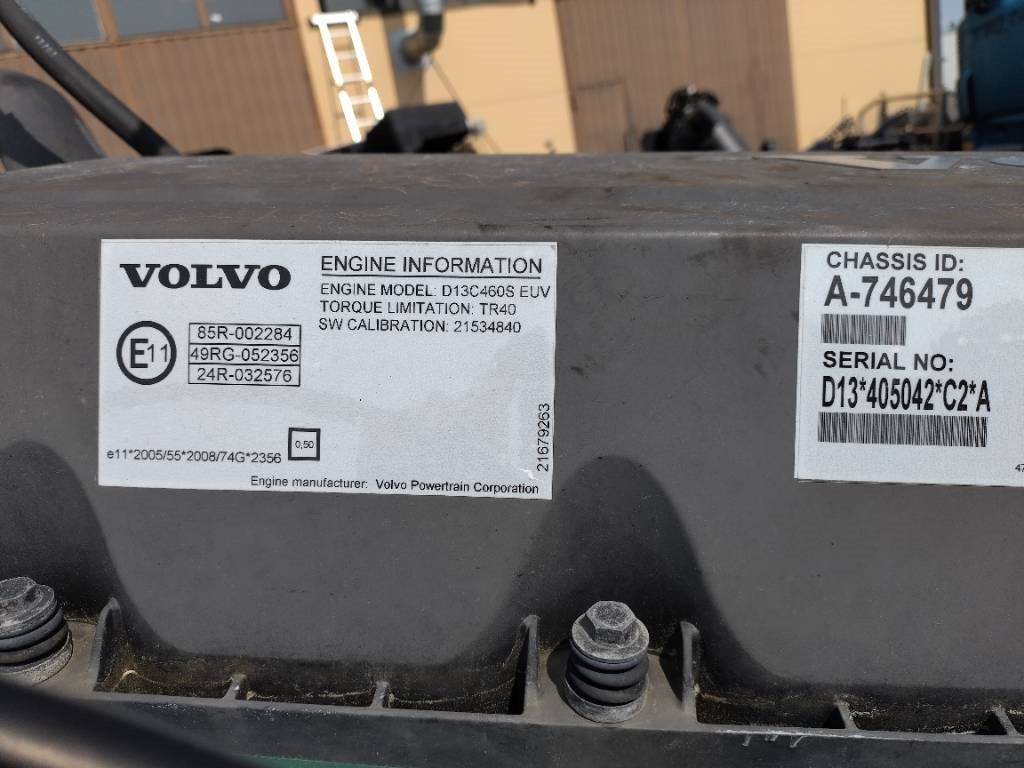 VOLVO
ENGINE INFORMATION
ENGINE MODEL: D13C460S EUV
TORQUE LIMITATION: TR40
SW CALIBRATION: 21534840
E11
85R-002284
49RG-052356
24R-032576
e11*2005/55*2008/74G*2356
0,50
21679263
Engine manufacturer: Volvo Powertrain Corporation
CHASSIS ID:
A-746479
SERIAL NO:
D13*405042*C2*A
47